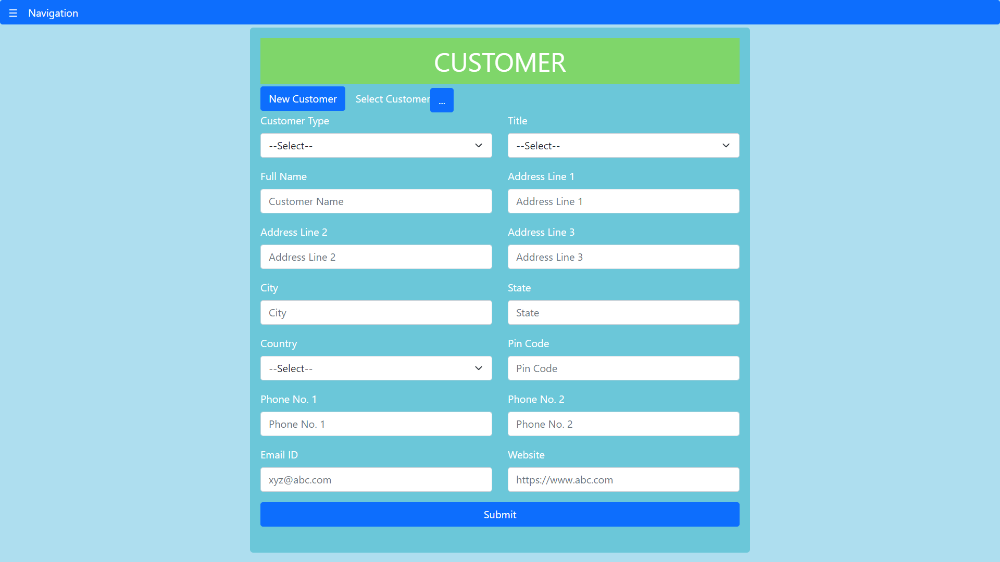 ☰ Navigation
CUSTOMER
New Customer Select Customer ...
Customer Type Title
--Select-- --Select--
Full Name Address Line 1
Customer Name Address Line 1
Address Line 2 Address Line 3
Address Line 2 Address Line 3
City State
City State
Country Pin Code
--Select-- Pin Code
Phone No. 1 Phone No. 2
Phone No. 1 Phone No. 2
Email ID Website
xyz@abc.com https://www.abc.com
Submit